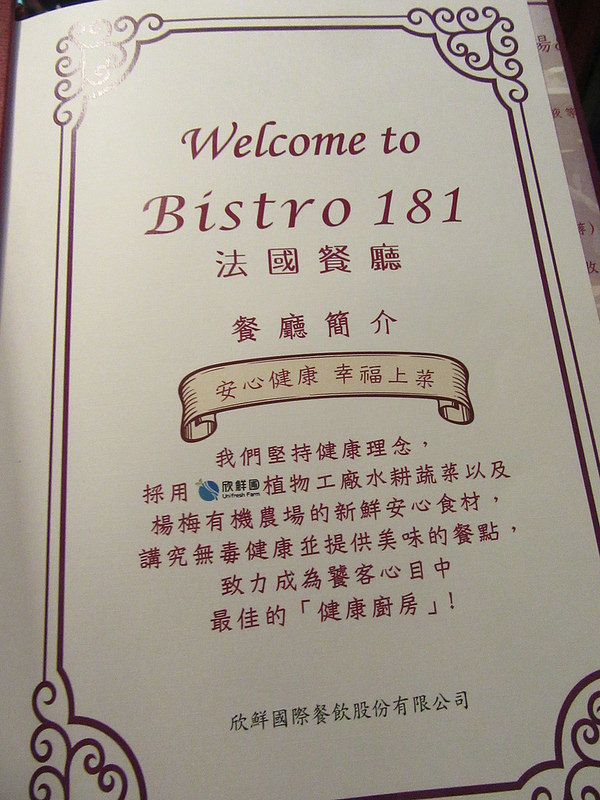 Welcome to
Bistro 181
法國餐廳
餐廳簡介
安心健康 幸福上菜
我們堅持健康理念，
採用 欣鮮園 Unifresh Farm 植物工廠水耕蔬菜以及
楊梅有機農場的新鮮安心食材，
講究無毒健康並提供美味的餐點，
致力成為饕客心目中
最佳的「健康廚房」!
欣鮮國際餐飲股份有限公司